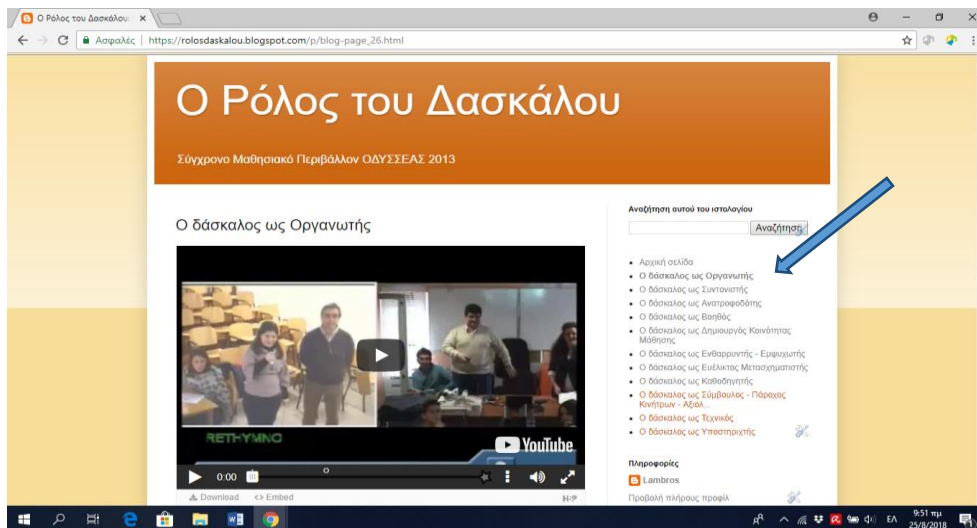 Ο Ρόλος του Δασκάλου:
Ασφαλές | https://rolosdaskalou.blogspot.com/p/blog-page_26.html
Ο Ρόλος του Δασκάλου
Σύγχρονο Μαθησιακό Περιβάλλον ΟΔΥΣΣΕΑΣ 2013
Ο δάσκαλος ως Οργανωτής
RETHYMNO
YouTube
0:00
Download <> Embed
Αναζήτηση αυτού του ιστολογίου
Αναζήτηση
Αρχική σελίδα
Ο δάσκαλος ως Οργανωτής
Ο δάσκαλος ως Συντονιστής
Ο δάσκαλος ως Ανατροφοδότης
Ο δάσκαλος ως Βοηθός
Ο δάσκαλος ως Δημιουργός Κοινότητας
Μάθησης
Ο δάσκαλος ως Ενθαρρυντής - Εμψυχωτής
Ο δάσκαλος ως Ευέλικτος Μετασχηματιστής
Ο δάσκαλος ως Καθοδηγητής
Ο δάσκαλος ως Σύμβουλος - Πάροχος
Κινήτρων - Αξιολ...
Ο δάσκαλος ως Τεχνικός
Ο δάσκαλος ως Υποστηρικτής
Πληροφορίες
Lambros
Προβολή πλήρους προφίλ
ΕΛ
9:51 πμ
25/8/2018